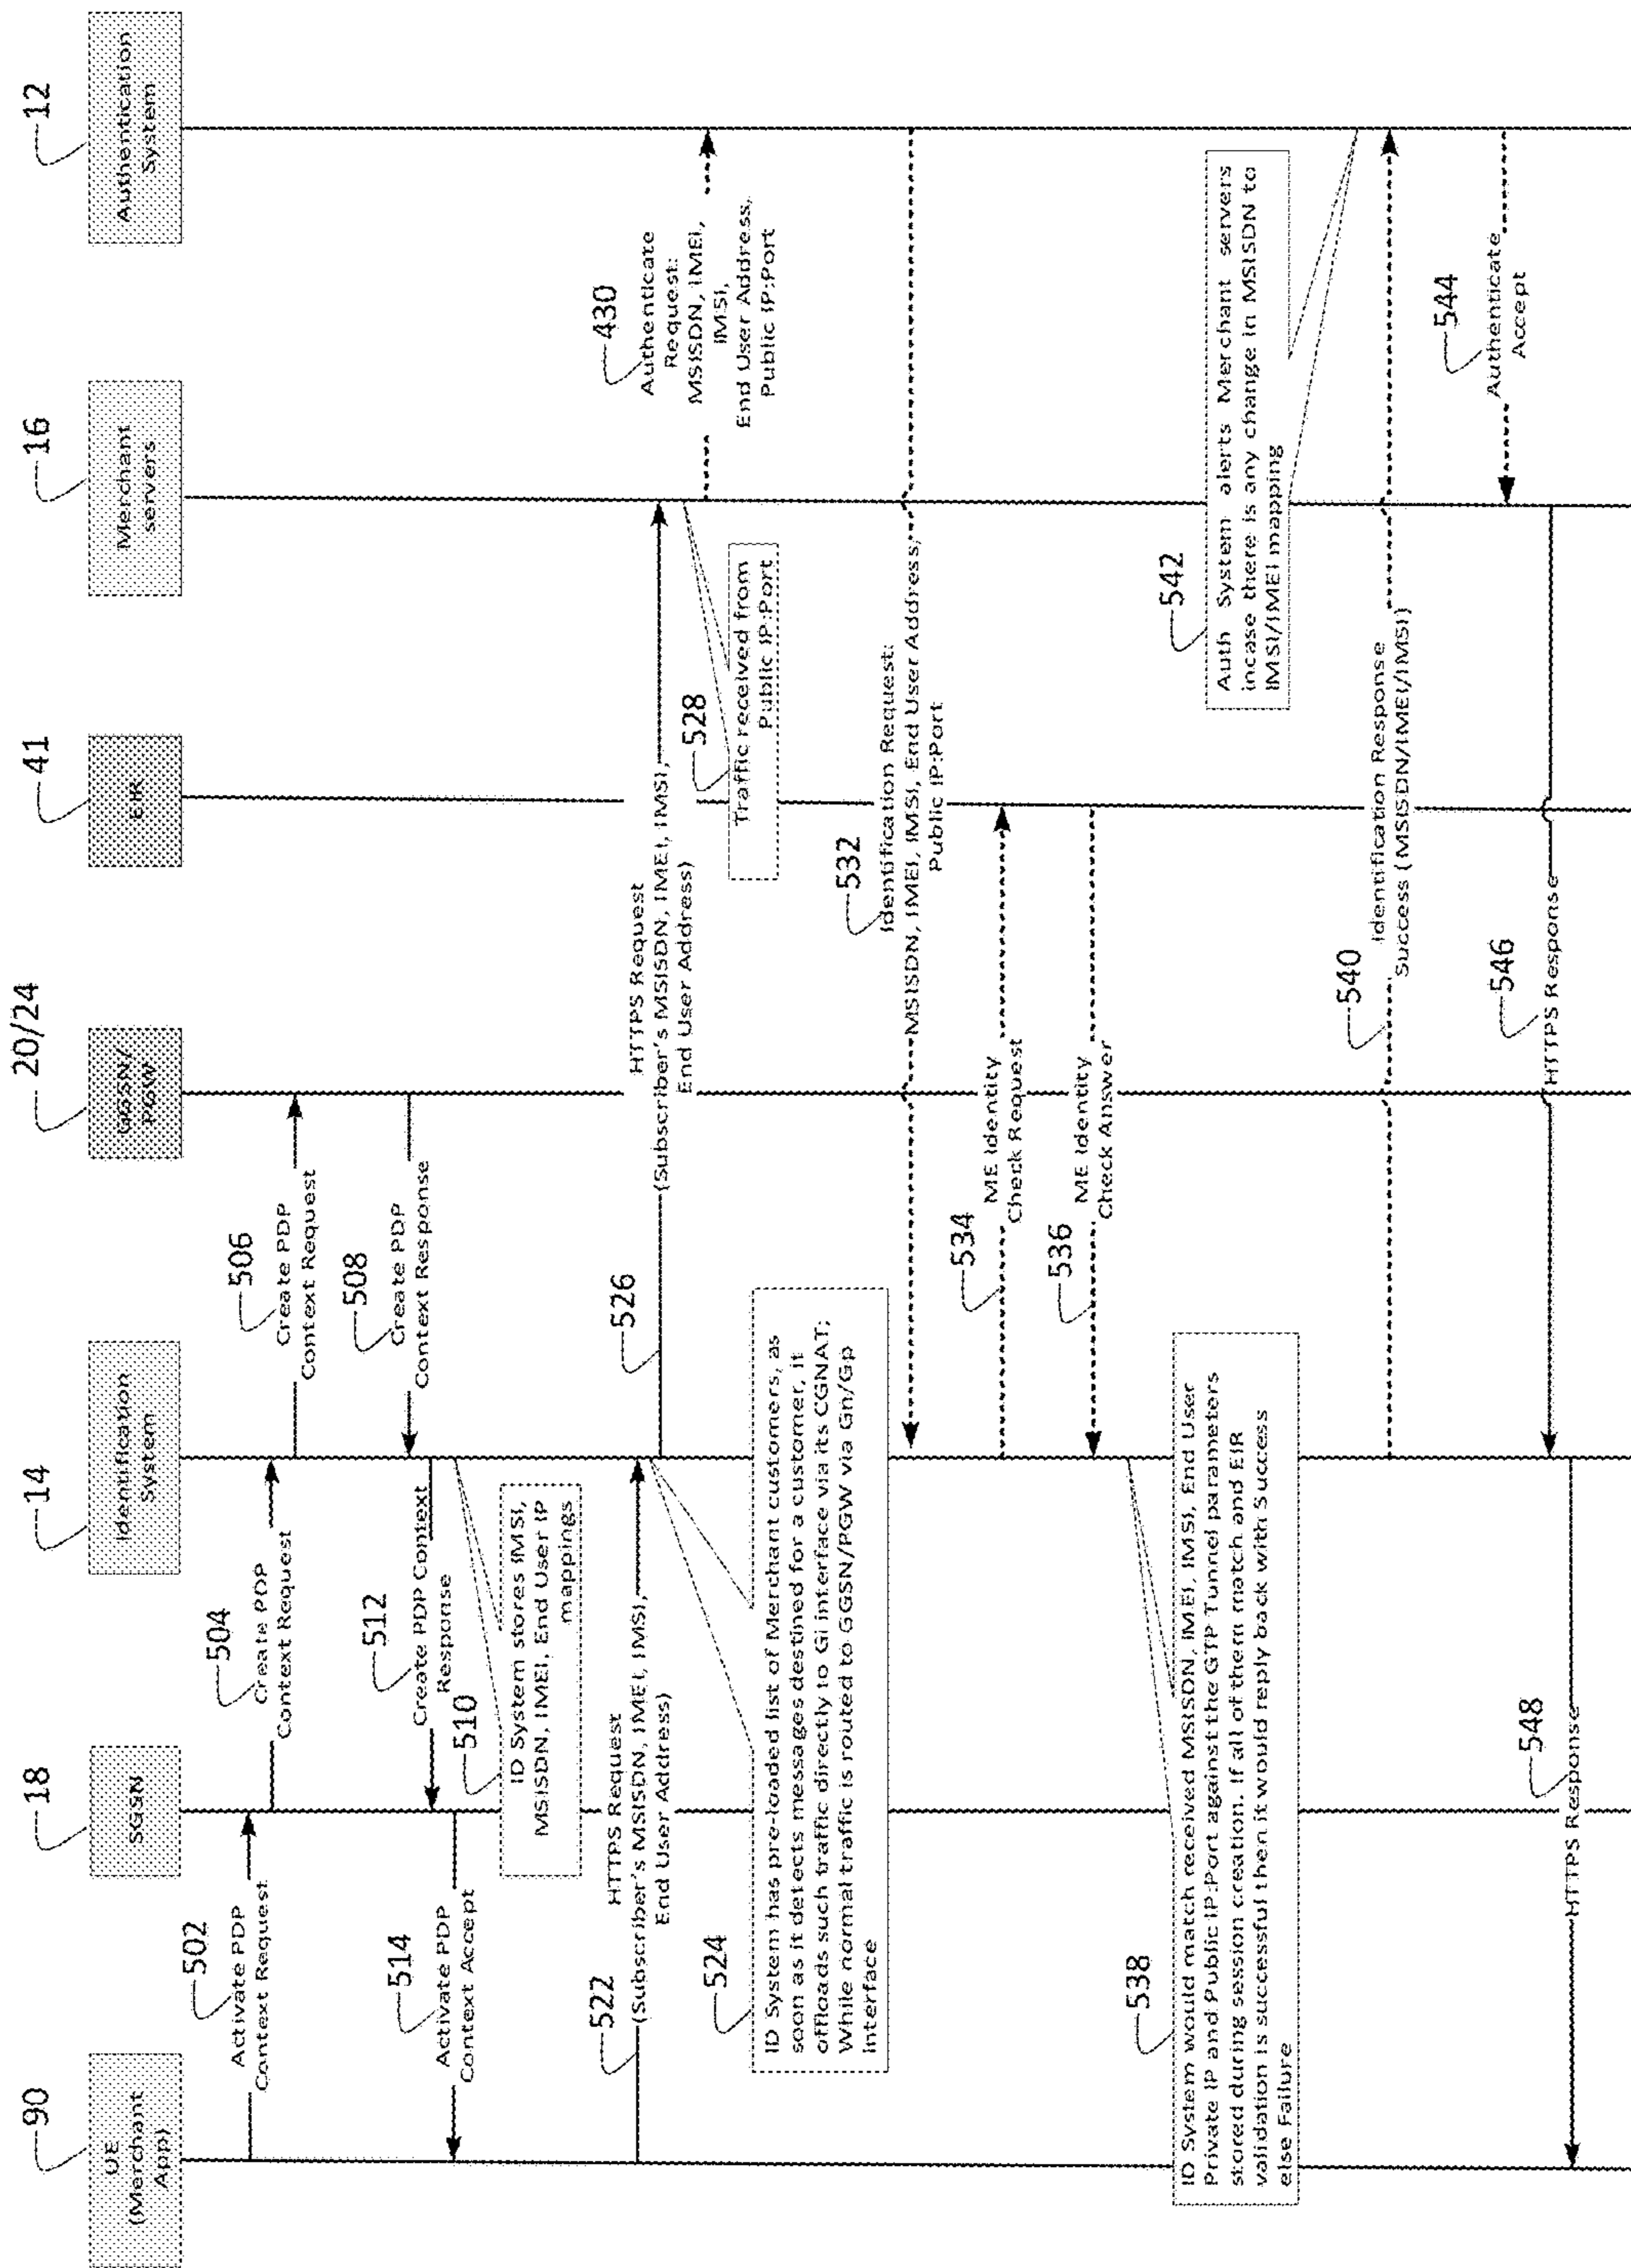 90
UE
(Merchant
App)
18
SGSN
14
Identification
System
20/24
GGSN/
PGW
41
EIR
16
Merchant
servers
12
Authentication
System
502
Activate PDP
Context Request
504
Create PDP
Context Request
506
Create PDP
Context Request
508
Create PDP
Context Response
510
ID System stores IMSI,
MSISDN, IMEI, End User IP
mappings
512
Create PDP Context
Response
514
Activate PDP
Context Accept
522
HTTPS Request
(Subscriber's MSISDN, IMEI, IMSI,
End User Address)
524
ID System has pre-loaded list of Merchant customers, as
soon as it detects messages destined for a customer, it
offloads such traffic directly to Gi interface via its CGNAT;
While normal traffic is routed to GGSN/PGW via Gn/Gp
interface
526
HTTPS Request
(Subscriber's MSISDN, IMEI, IMSI,
End User Address)
528
Traffic received from
Public IP:Port
430
Authenticate
Request:
MSISDN, IMEI,
IMSI,
End User Address,
Public IP:Port
532
Identification Request:
MSISDN, IMEI, IMSI, End User Address,
Public IP:Port
534
ME Identity
Check Request
536
ME Identity
Check Answer
538
ID System would match received MSISDN, IMEI, IMSI, End User
Private IP and Public IP:Port against the GTP Tunnel parameters
stored during session creation. If all of them match and EIR
validation is successful then it would reply back with Success
else Failure
540
Identification Response
Success (MSISDN/IMEI/IMSI)
542
Auth System alerts Merchant servers
incase there is any change in MSISDN to
IMSI/IMEI mapping
544
Authenticate
Accept
546
HTTPS Response
548
HTTPS Response